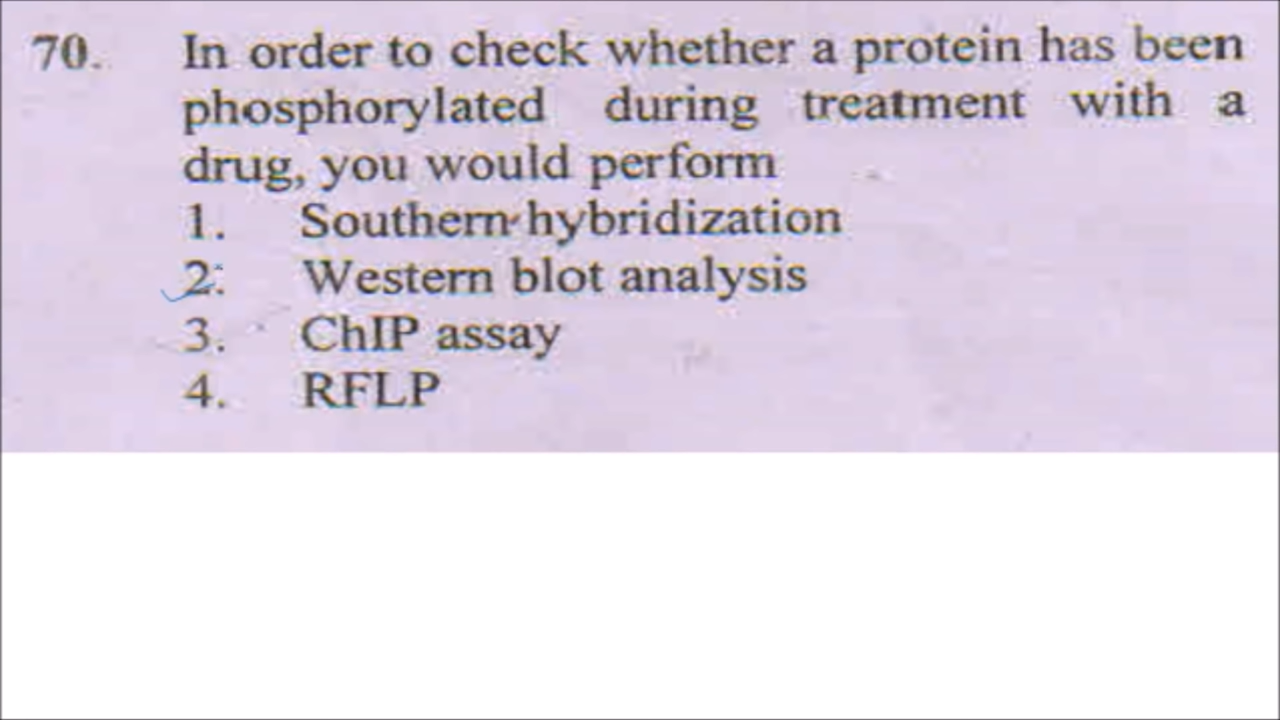 70. In order to check whether a protein has been
phosphorylated during treatment with a
drug, you would perform
1. Southern hybridization
2. Western blot analysis
3. ChIP assay
4. RFLP